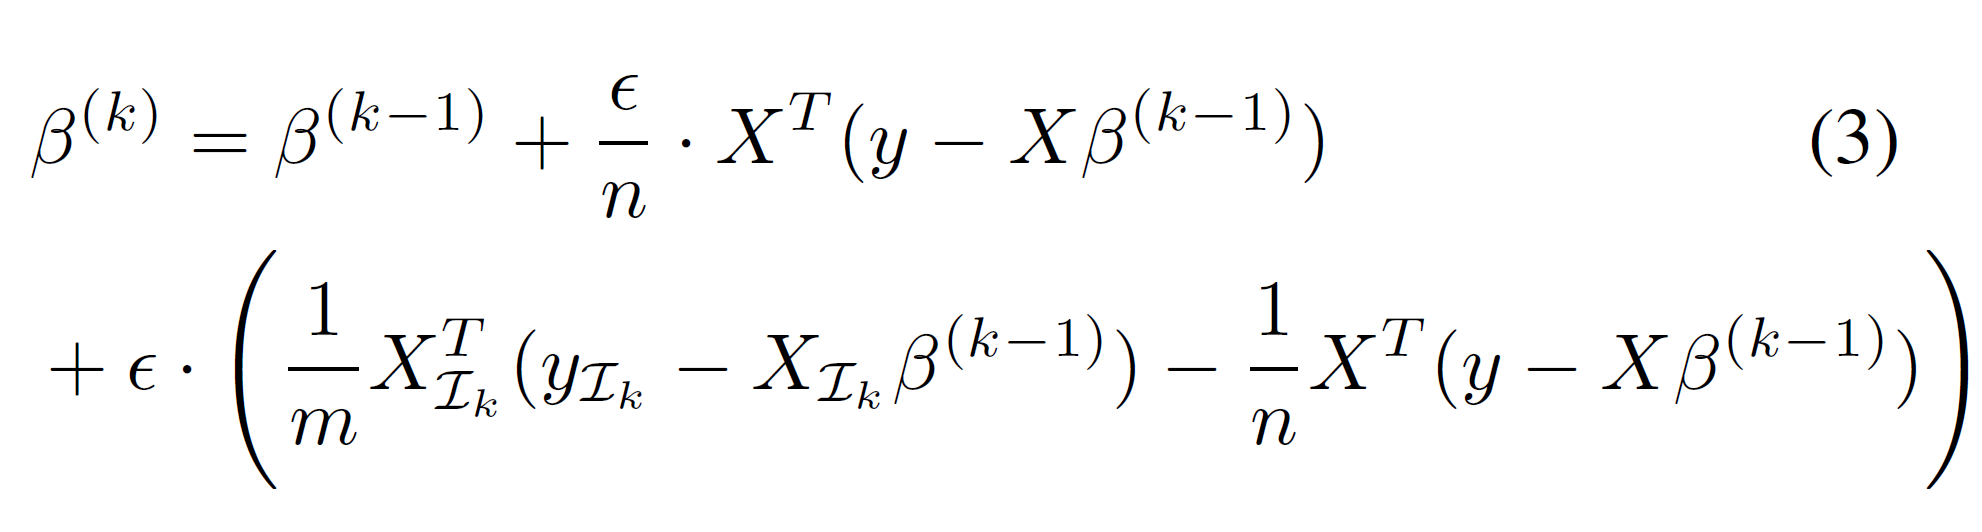 β^{(k)} = β^{(k−1)} + \frac{ϵ}{n} · X^T(y − Xβ^{(k−1)}) (3)
+ ϵ · \left( \frac{1}{m} X_{\mathcal{I}_k}^T(y_{\mathcal{I}_k} − X_{\mathcal{I}_k}β^{(k−1)}) − \frac{1}{n} X^T(y − Xβ^{(k−1)}) \right)